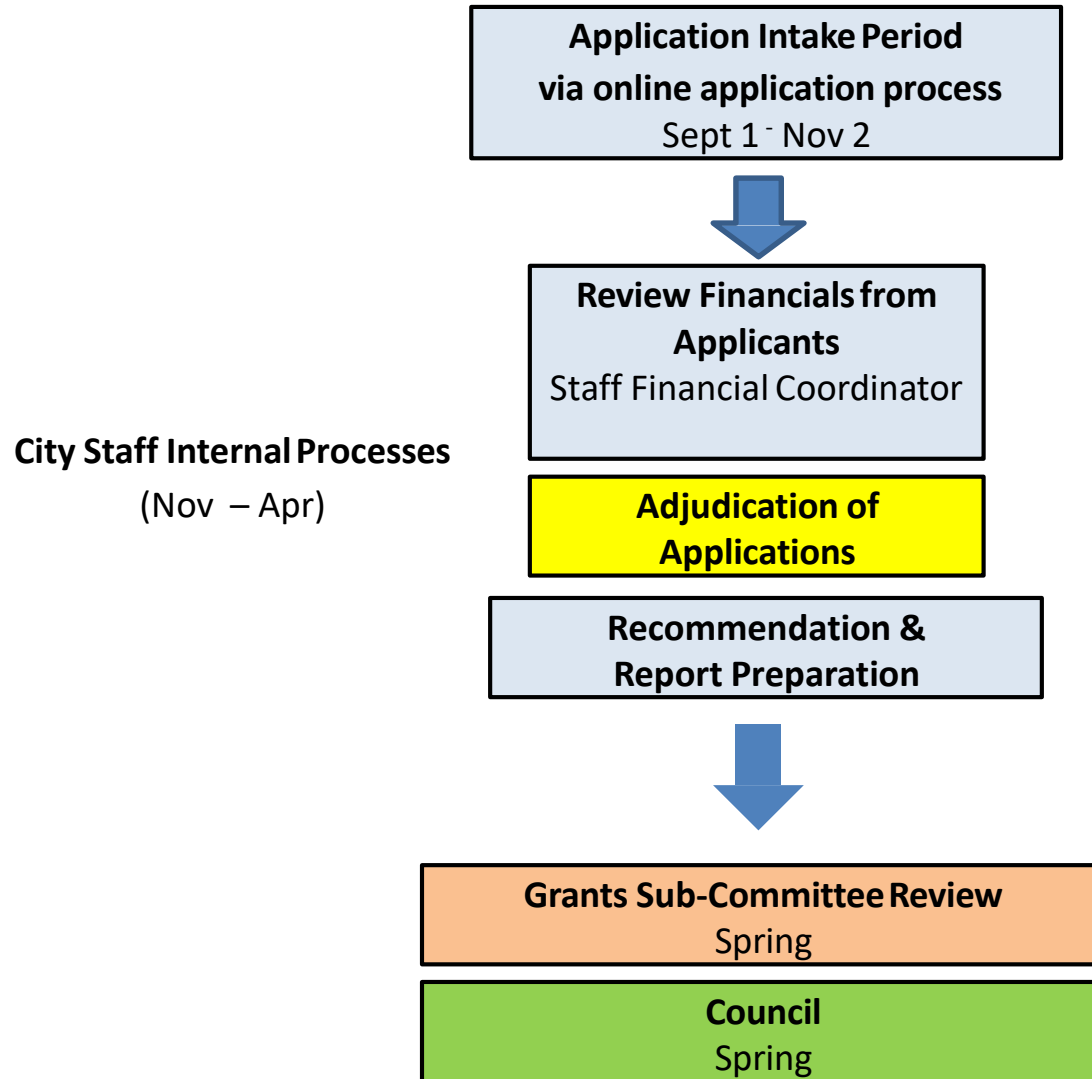 Application Intake Period
via online application process
Sept 1 - Nov 2
Review Financials from
Applicants
Staff Financial Coordinator
City Staff Internal Processes
(Nov – Apr)
Adjudication of
Applications
Recommendation &
Report Preparation
Grants Sub-Committee Review
Spring
Council
Spring